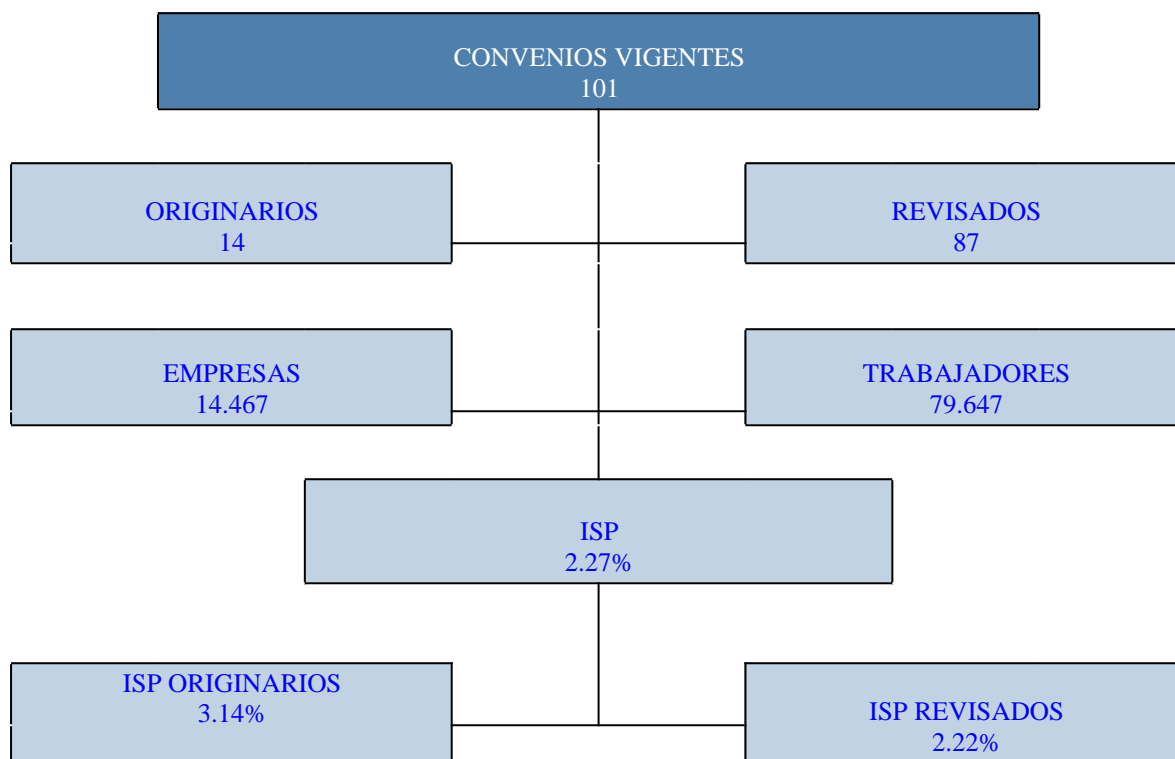 CONVENIOS VIGENTES
101
ORIGINARIOS
14
REVISADOS
87
EMPRESAS
14.467
TRABAJADORES
79.647
ISP
2.27%
ISP ORIGINARIOS
3.14%
ISP REVISADOS
2.22%